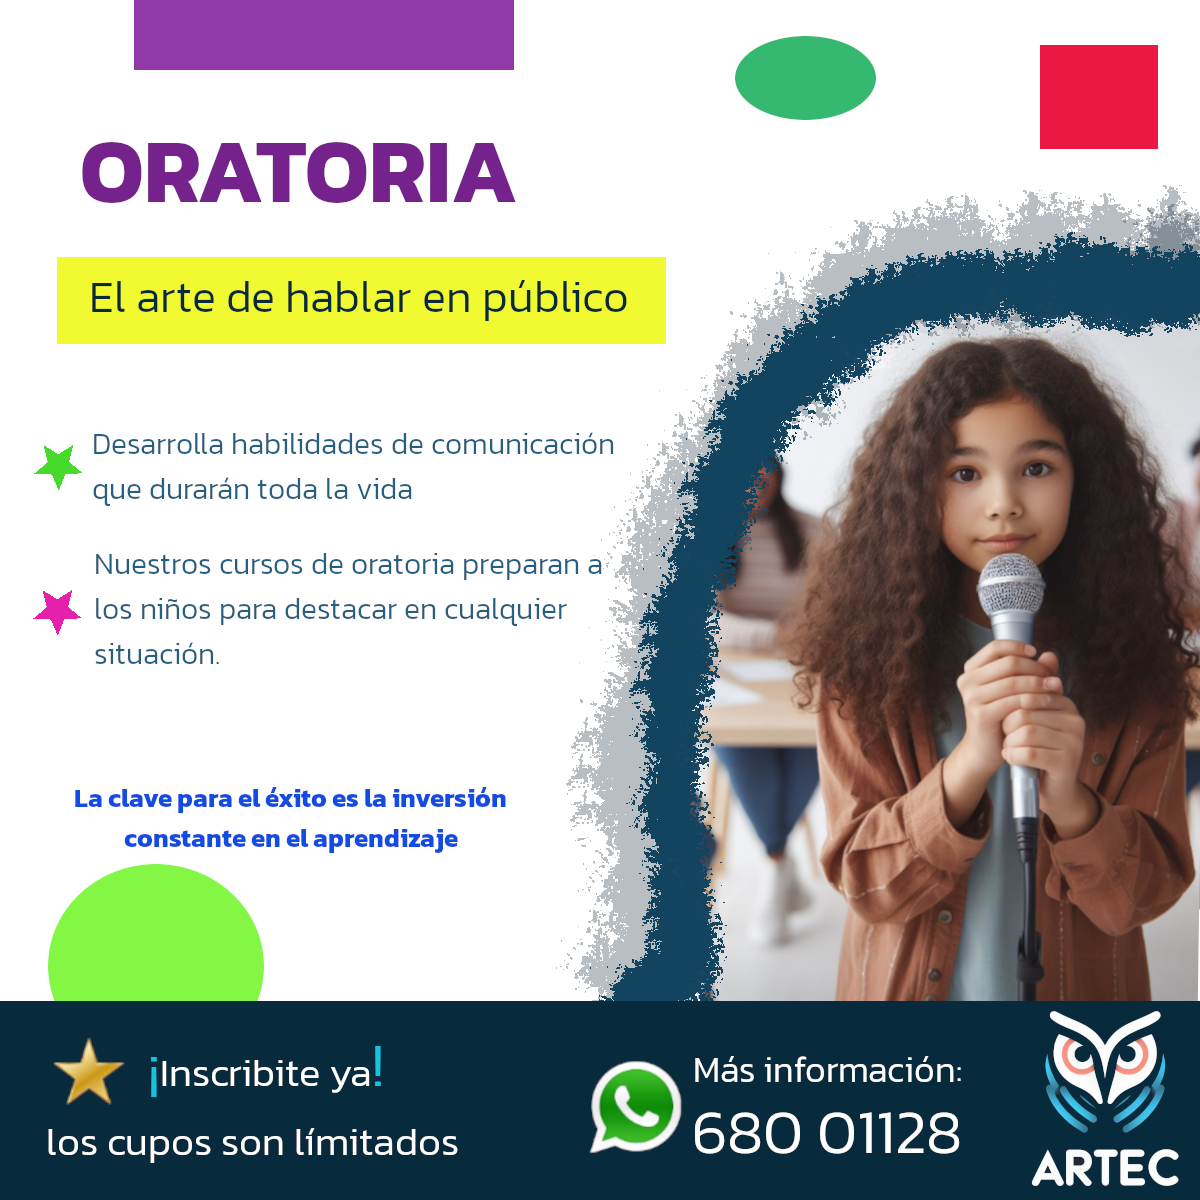 ORATORIA
El arte de hablar en público
Desarrolla habilidades de comunicación
que durarán toda la vida
Nuestros cursos de oratoria preparan a
los niños para destacar en cualquier
situación.
La clave para el éxito es la inversión
constante en el aprendizaje
¡Inscribite ya!
los cupos son límitados
Más información:
680 01128
ARTEC